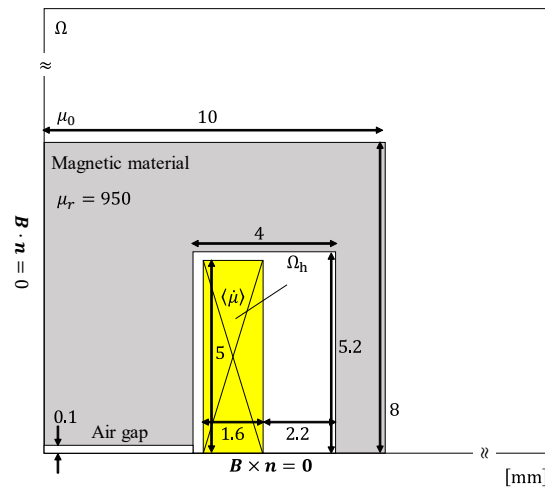 Ω
≈
μ₀
10
Magnetic material
μᵣ = 950
4
Ωₕ
⟨μ̇⟩
B · n = 0
5
5.2
8
0.1
Air gap
1.6
2.2
B × n = 0
≈
[mm]